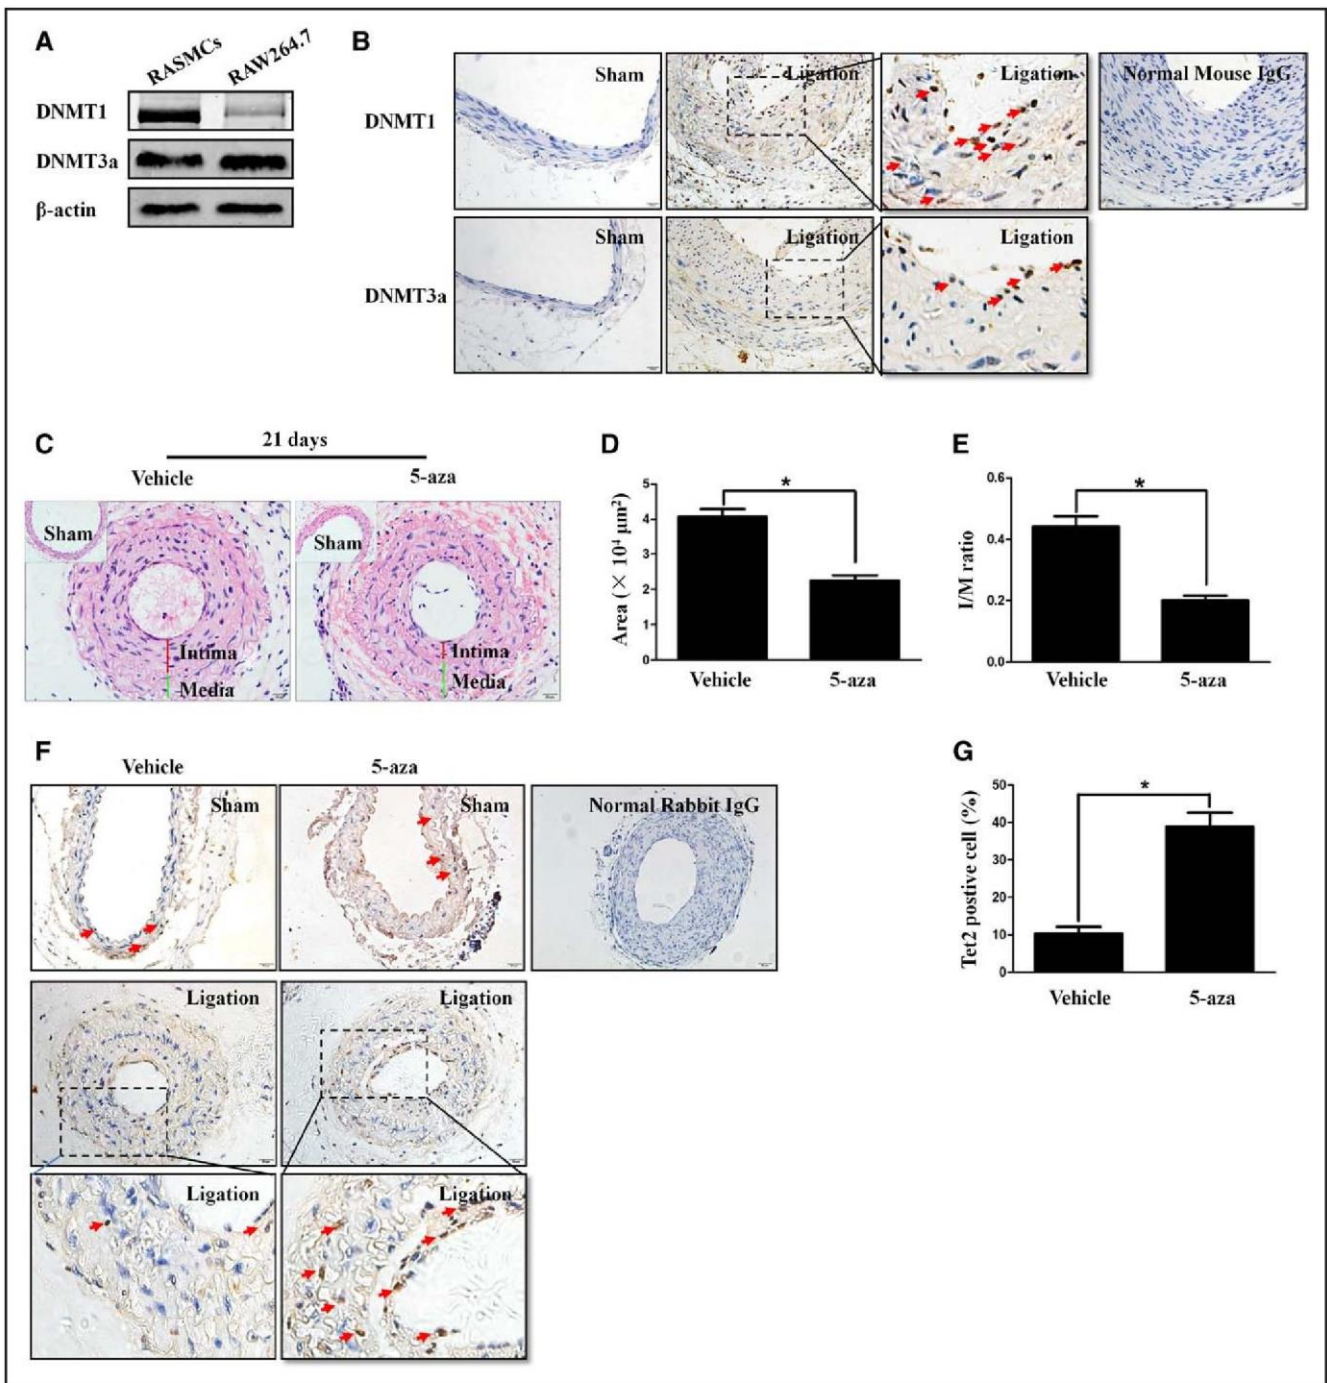 A
RASMCs RAW264.7
DNMT1
DNMT3a
β-actin
B
Sham Ligation Ligation Normal Mouse IgG
DNMT1
Sham Ligation Ligation
DNMT3a
C
21 days
Vehicle 5-aza
Sham Sham
Intima Intima
Media Media
D
Area (× 10⁴ μm²)
5
4
3
2
1
0
*
Vehicle 5-aza
E
I/M ratio
0.6
0.4
0.2
0.0
*
Vehicle 5-aza
F
Vehicle 5-aza
Sham Sham Normal Rabbit IgG
Ligation Ligation
Ligation Ligation
G
Tet2 postive cell (%)
50
40
30
20
10
0
*
Vehicle 5-aza